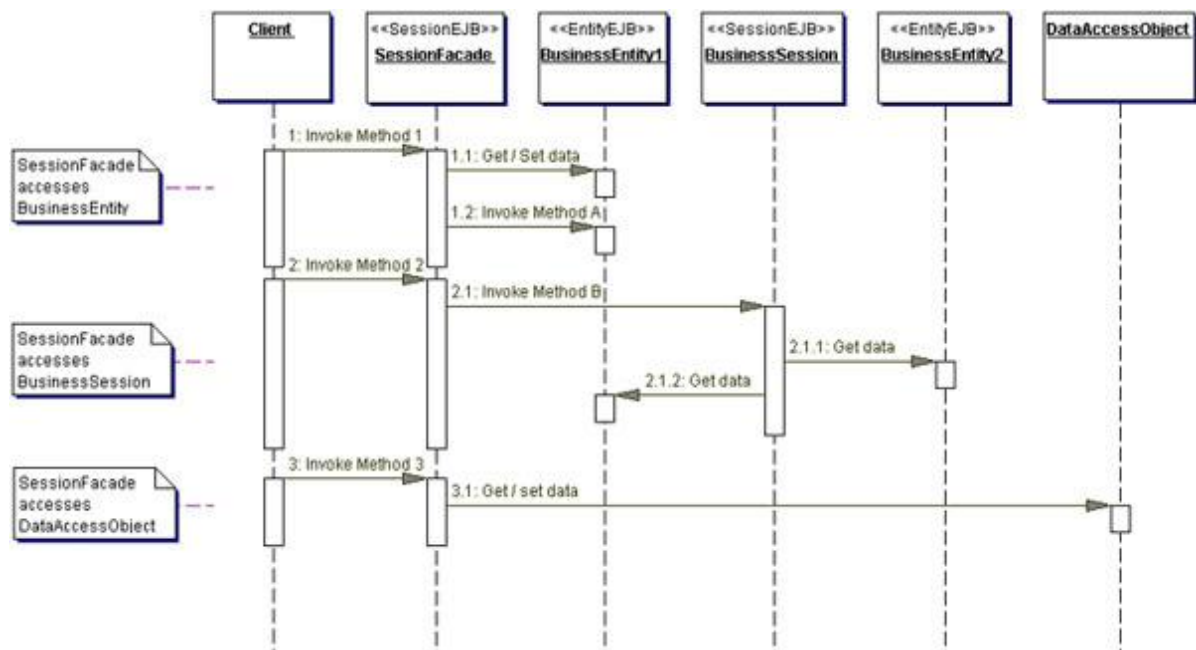 Client
<<SessionEJB>>
SessionFacade
<<EntityEJB>>
BusinessEntity1
<<SessionEJB>>
BusinessSession
<<EntityEJB>>
BusinessEntity2
DataAccessObject
1: Invoke Method 1
1.1: Get / Set data
SessionFacade
accesses
BusinessEntity
1.2: Invoke Method A
2: Invoke Method 2
2.1: Invoke Method B
SessionFacade
accesses
BusinessSession
2.1.1: Get data
2.1.2: Get data
3: Invoke Method 3
SessionFacade
accesses
DataAccessObject
3.1: Get / set data